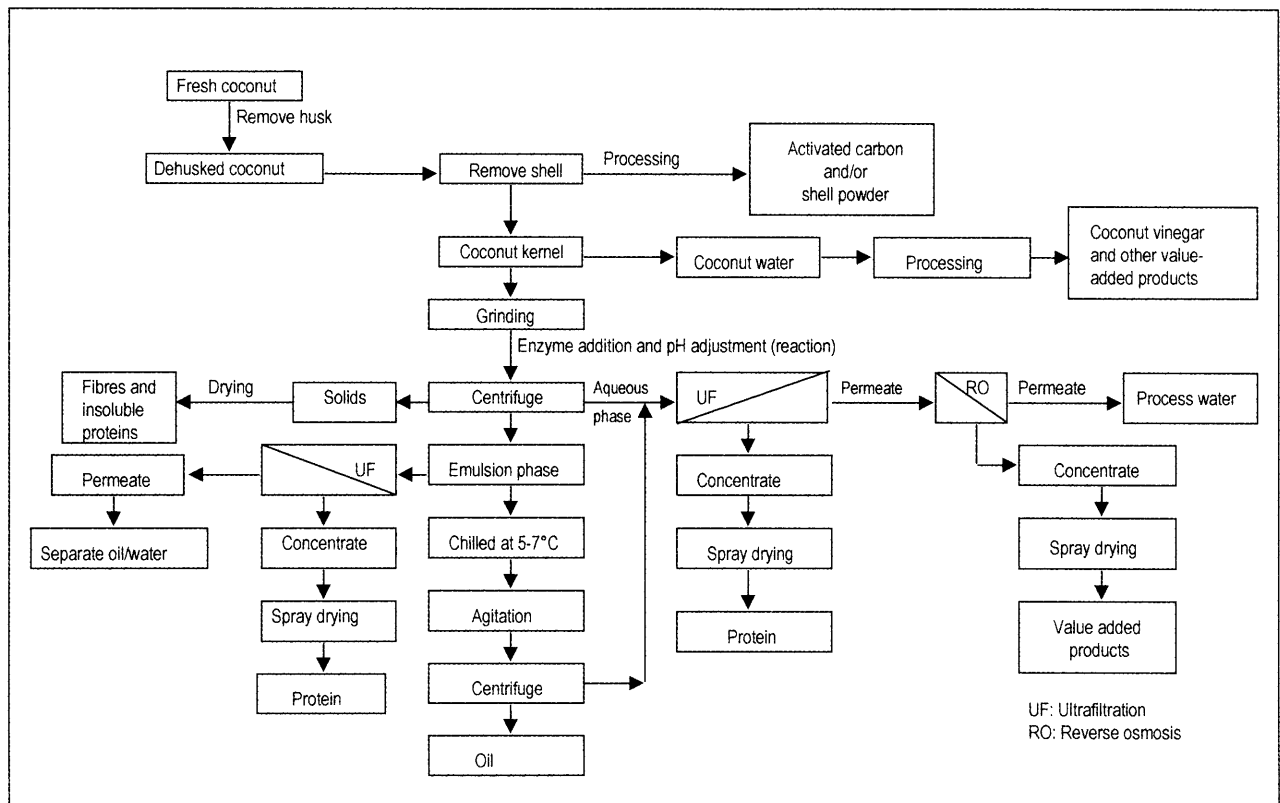 Fresh coconut
Remove husk
Dehusked coconut
Remove shell
Processing
Activated carbon
and/or
shell powder
Coconut kernel
Coconut water
Processing
Coconut vinegar
and other value-
added products
Grinding
Enzyme addition and pH adjustment (reaction)
Fibres and
insoluble
proteins
Drying
Solids
Centrifuge
Aqueous
phase
UF
Permeate
RO
Permeate
Process water
Permeate
UF
Emulsion phase
Concentrate
Concentrate
Separate oil/water
Concentrate
Chilled at 5-7°C
Spray drying
Spray drying
Spray drying
Agitation
Protein
Value added
products
Protein
Centrifuge
Oil
UF: Ultrafiltration
RO: Reverse osmosis